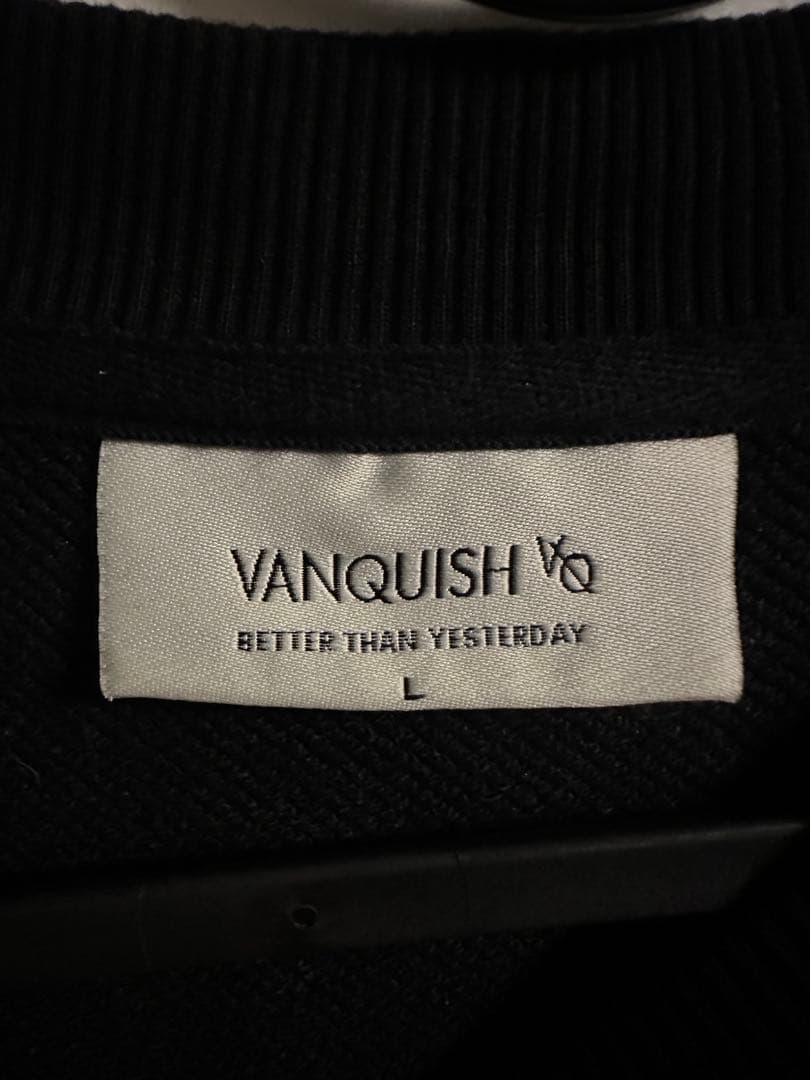 VANQUISH VQ
BETTER THAN YESTERDAY
L